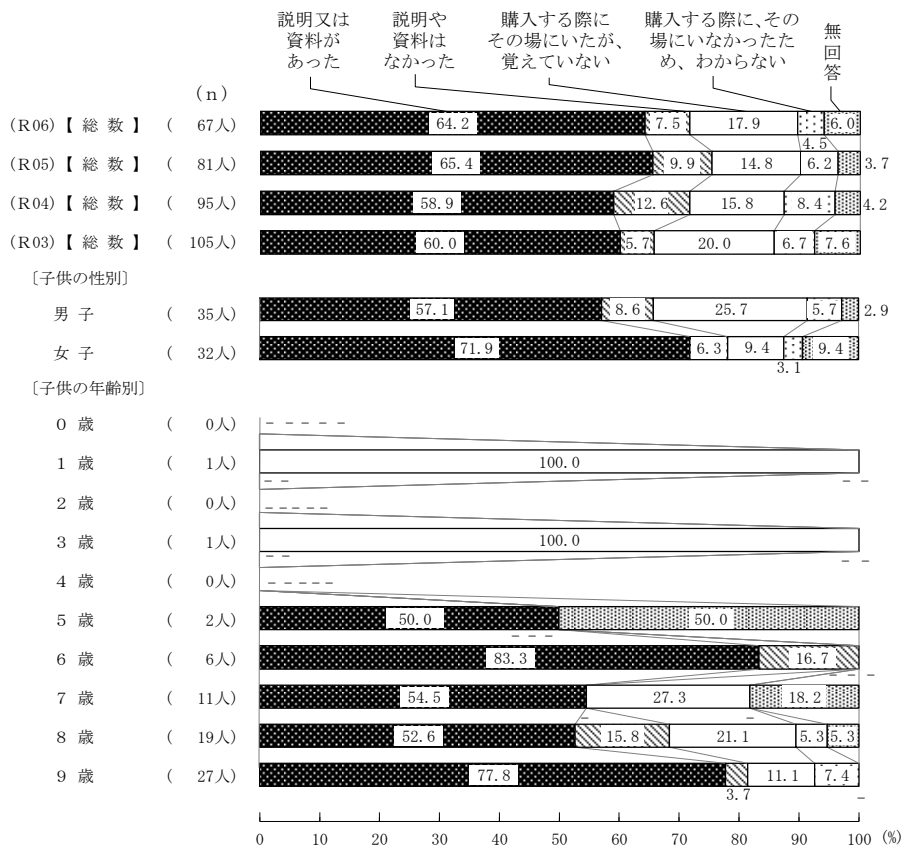 説明又は
資料が
あった
説明や
資料は
なかった
購入する際に
その場にいたが、
覚えていない
購入する際に、その
場にいなかったた
め、わからない
無
回
答
(n)
(R06)【 総 数 】 ( 67人) 64.2 7.5 17.9 4.5 6.0
(R05)【 総 数 】 ( 81人) 65.4 9.9 14.8 6.2 3.7
(R04)【 総 数 】 ( 95人) 58.9 12.6 15.8 8.4 4.2
(R03)【 総 数 】 ( 105人) 60.0 5.7 20.0 6.7 7.6
〔子供の性別〕
男 子 ( 35人) 57.1 8.6 25.7 5.7 2.9
女 子 ( 32人) 71.9 6.3 9.4 3.1 9.4
〔子供の年齢別〕
0 歳 ( 0人) － － － － －
1 歳 ( 1人) 100.0
－ － － －
2 歳 ( 0人) － － － － －
3 歳 ( 1人) 100.0
－ － － －
4 歳 ( 0人) － － － － －
5 歳 ( 2人) 50.0 50.0
－ － －
6 歳 ( 6人) 83.3 16.7
－ － －
7 歳 ( 11人) 54.5 27.3 18.2
－ －
8 歳 ( 19人) 52.6 15.8 21.1 5.3 5.3
9 歳 ( 27人) 77.8 3.7 11.1 7.4 －
0 10 20 30 40 50 60 70 80 90 100 (%)